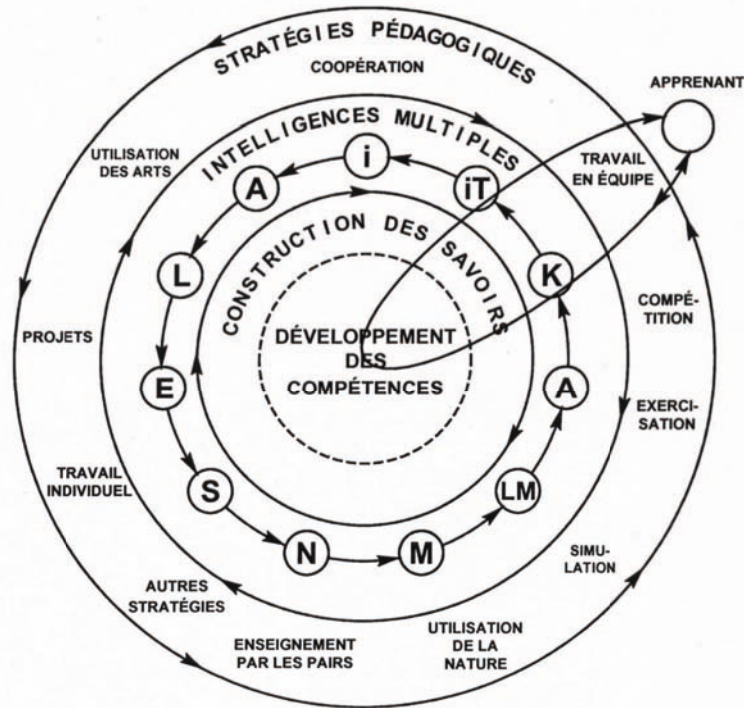 STRATÉGIES PÉDAGOGIQUES
COOPÉRATION
APPRENANT
INTELLIGENCES MULTIPLES
UTILISATION
DES ARTS
TRAVAIL
EN ÉQUIPE
i
A
iT
CONSTRUCTION DES SAVOIRS
L
K
COMPÉ-
TITION
PROJETS
DÉVELOPPEMENT
DES
COMPÉTENCES
E
A
EXERCI-
SATION
TRAVAIL
INDIVIDUEL
S
LM
N
M
SIMU-
LATION
AUTRES
STRATÉGIES
ENSEIGNEMENT
PAR LES PAIRS
UTILISATION
DE LA
NATURE